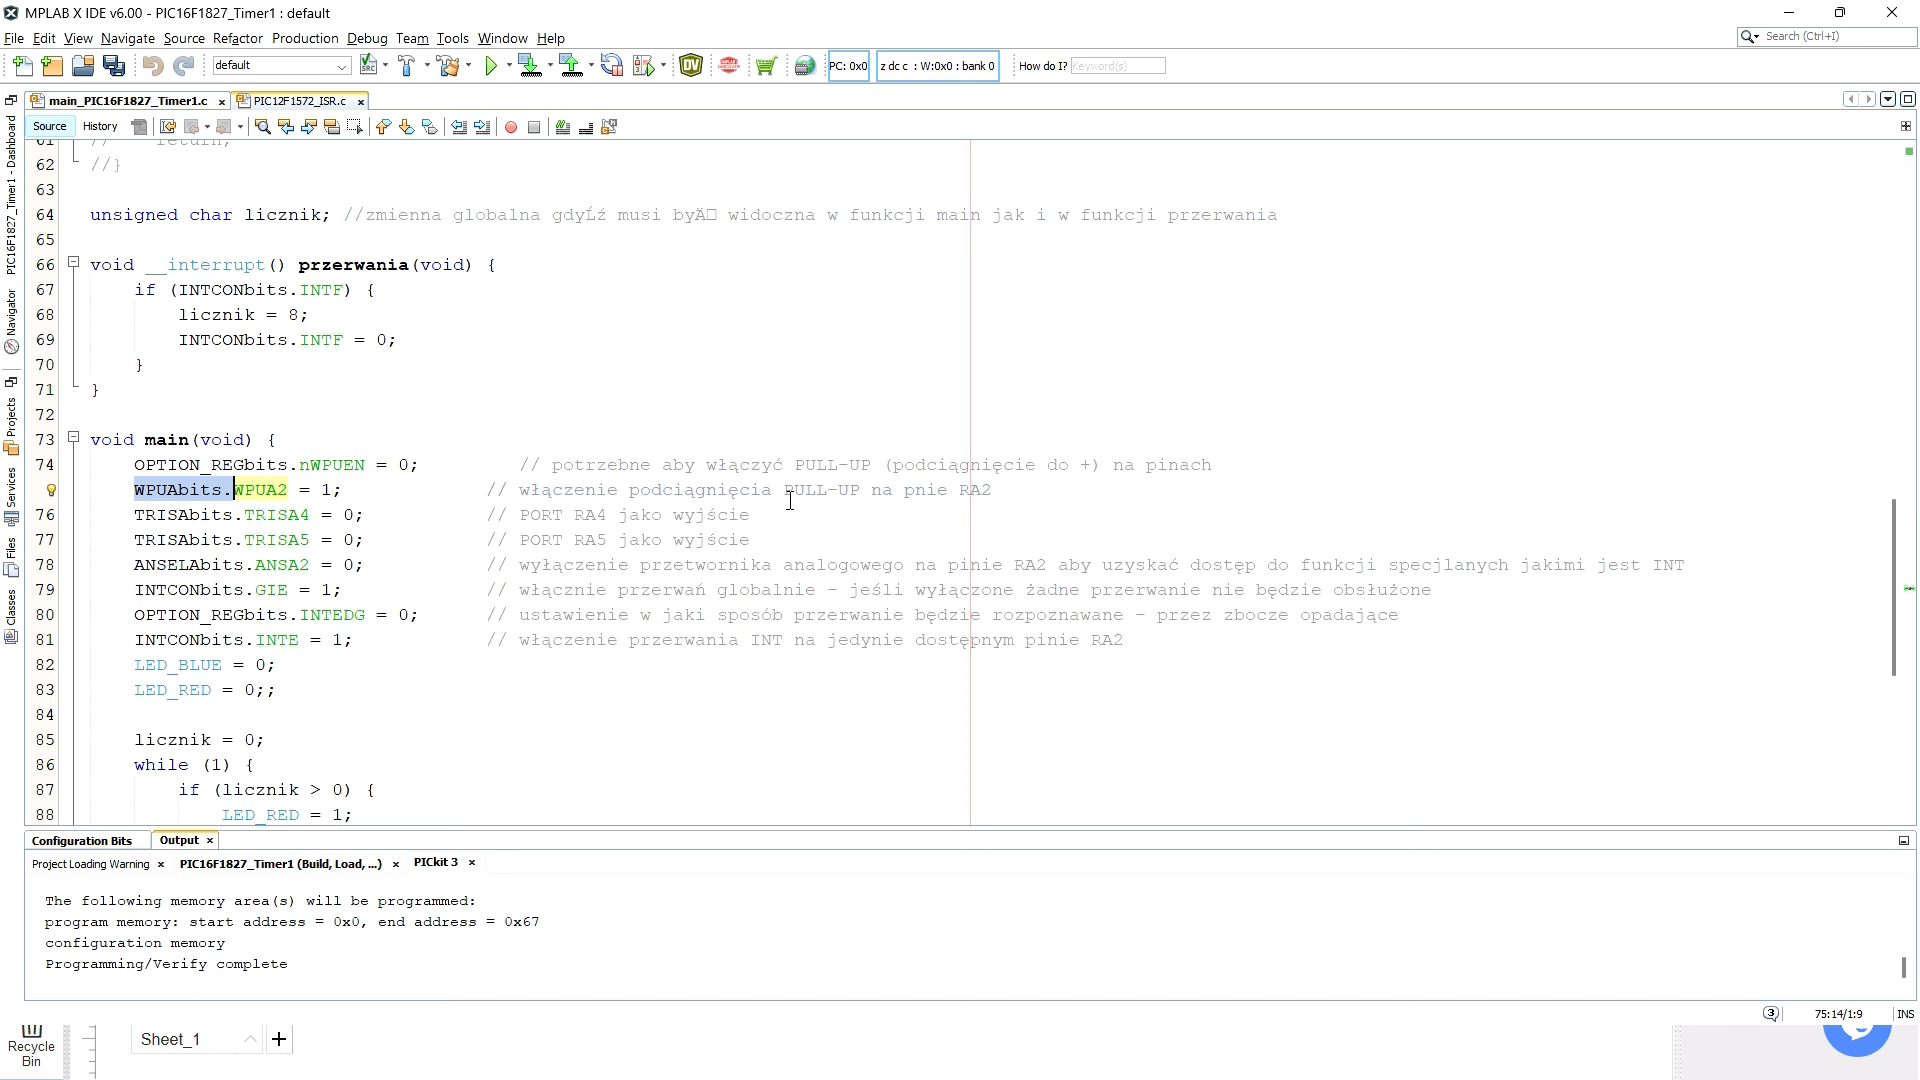 MPLAB X IDE v6.00 - PIC16F1827_Timer1 : default
File Edit View Navigate Source Refactor Production Debug Team Tools Window Help
Search (Ctrl+I)
default
PC: 0x0
z dc c : W:0x0 : bank 0
How do I? Keyword(s)
main_PIC16F1827_Timer1.c
PIC12F1572_ISR.c
Source History
PIC16F1827_Timer1 - Dashboard
Navigator
Projects
Services
Files
Classes
61 // return;
62 //}
63
64 unsigned char licznik; //zmienna globalna gdyĹź musi byÄ□ widoczna w funkcji main jak i w funkcji przerwania
65
66 void __interrupt() przerwania(void) {
67 if (INTCONbits.INTF) {
68 licznik = 8;
69 INTCONbits.INTF = 0;
70 }
71 }
72
73 void main(void) {
74 OPTION_REGbits.nWPUEN = 0; // potrzebne aby włączyć PULL-UP (podciągnięcie do +) na pinach
WPUAbits.WPUA2 = 1; // włączenie podciągnięcia PULL-UP na pnie RA2
76 TRISAbits.TRISA4 = 0; // PORT RA4 jako wyjście
77 TRISAbits.TRISA5 = 0; // PORT RA5 jako wyjście
78 ANSELAbits.ANSA2 = 0; // wyłączenie przetwornika analogowego na pinie RA2 aby uzyskać dostęp do funkcji specjlanych jakimi jest INT
79 INTCONbits.GIE = 1; // włącznie przerwań globalnie - jeśli wyłączone żadne przerwanie nie będzie obsłużone
80 OPTION_REGbits.INTEDG = 0; // ustawienie w jaki sposób przerwanie będzie rozpoznawane - przez zbocze opadające
81 INTCONbits.INTE = 1; // włączenie przerwania INT na jedynie dostępnym pinie RA2
82 LED_BLUE = 0;
83 LED_RED = 0;;
84
85 licznik = 0;
86 while (1) {
87 if (licznik > 0) {
88 LED_RED = 1;
Configuration Bits Output
Project Loading Warning PIC16F1827_Timer1 (Build, Load, ...) PICkit 3
The following memory area(s) will be programmed:
program memory: start address = 0x0, end address = 0x67
configuration memory
Programming/Verify complete
3 75:14/1:9 INS
Recycle
Bin
Sheet_1